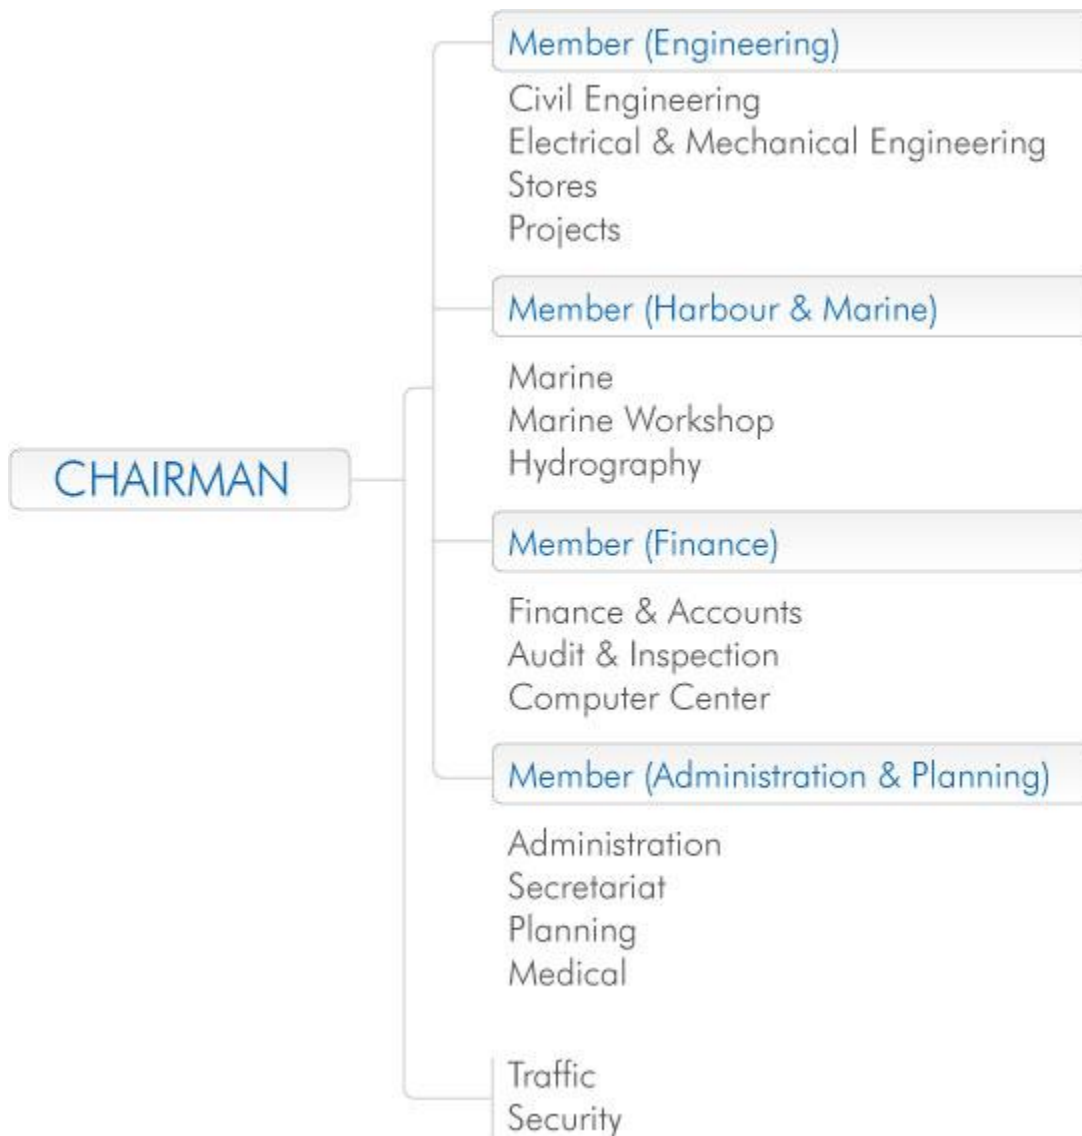 Member (Engineering)
Civil Engineering
Electrical & Mechanical Engineering
Stores
Projects
Member (Harbour & Marine)
Marine
Marine Workshop
Hydrography
CHAIRMAN
Member (Finance)
Finance & Accounts
Audit & Inspection
Computer Center
Member (Administration & Planning)
Administration
Secretariat
Planning
Medical
Traffic
Security